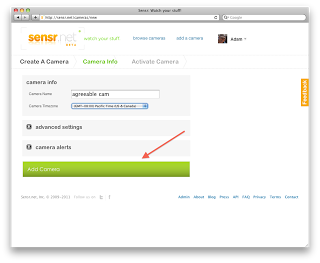 Sensr. Watch your stuff
http://sensr.net/cameras/new
sensr.net
BETA
watch your stuff
browse cameras
add a camera
Adam
Create A Camera
Camera Info
Activate Camera
camera info
Camera Name
agreeable cam
Camera Timezone
(GMT-08:00) Pacific Time (US & Canada)
Feedback
advanced settings
camera alerts
Add Camera
Sensr.net, Inc. © 2009-2011
Follow us on
Admin About Blog Press API FAQ Privacy Terms Contact